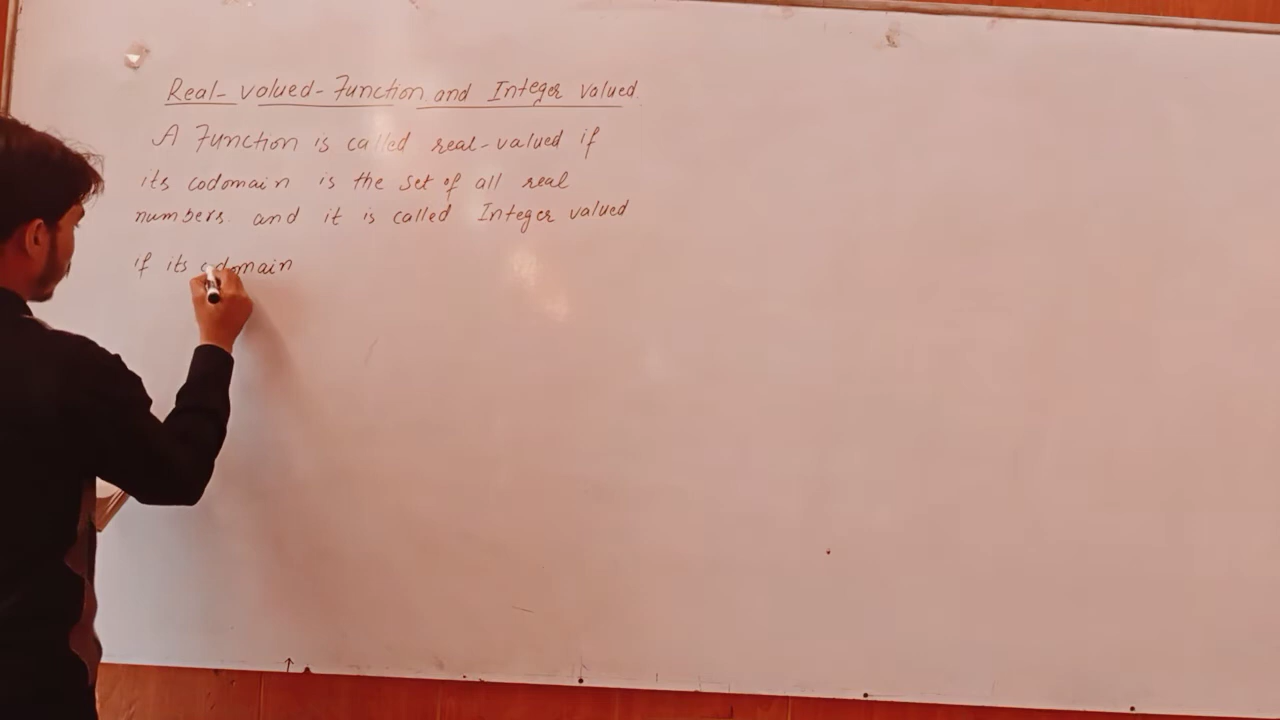 Real-valued-Function and Integer valued.
A Function is called real-valued if
its codomain is the set of all real
numbers. and it is called Integer valued
if its codomain